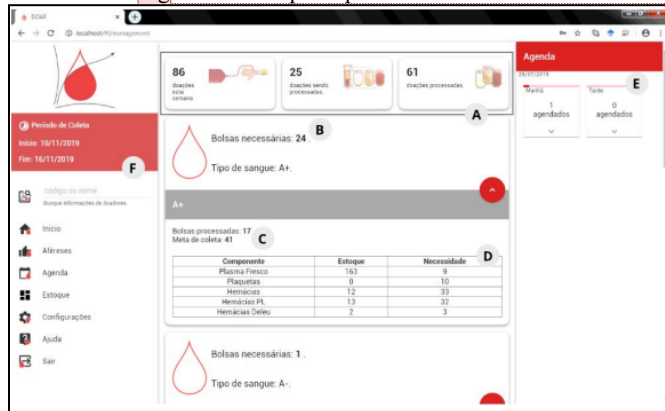 DOAR
localhost/fI/management
86
doações
esta
semana.
25
doações sendo
processadas.
61
doações processadas.
A
Agenda
26/07/2019
E
Manhã
1
agendados
Tarde
0
agendados
Período de Coleta
Início: 10/11/2019
Fim: 16/11/2019
F
código ou nome
Busque informações de doadores.
Início
Aféreses
Agenda
Estoque
Configurações
Ajuda
Sair
B
Bolsas necessárias: 24 .
Tipo de sangue: A+.
A+
Bolsas processadas: 17
Meta de coleta: 41
C
D
Componente Estoque Necessidade
Plasma Fresco 163 9
Plaquetas 0 10
Hemácias 12 33
Hemácias PL 13 32
Hemácias Deleu 2 3
Bolsas necessárias: 1 .
Tipo de sangue: A-.